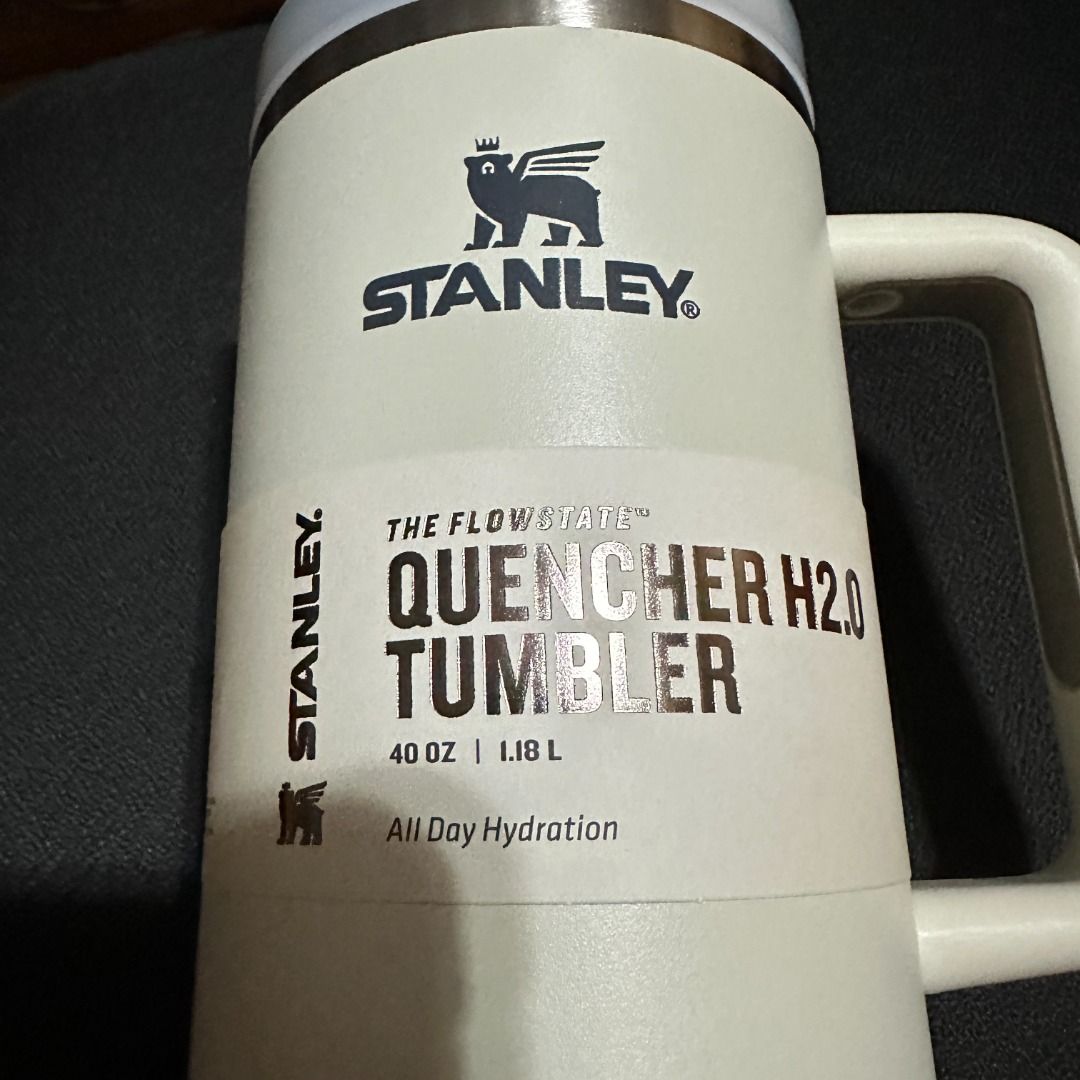 STANLEY®
STANLEY.
THE FLOWSTATE™
QUENCHER H2.0
TUMBLER
40 OZ | 1.18 L
All Day Hydration